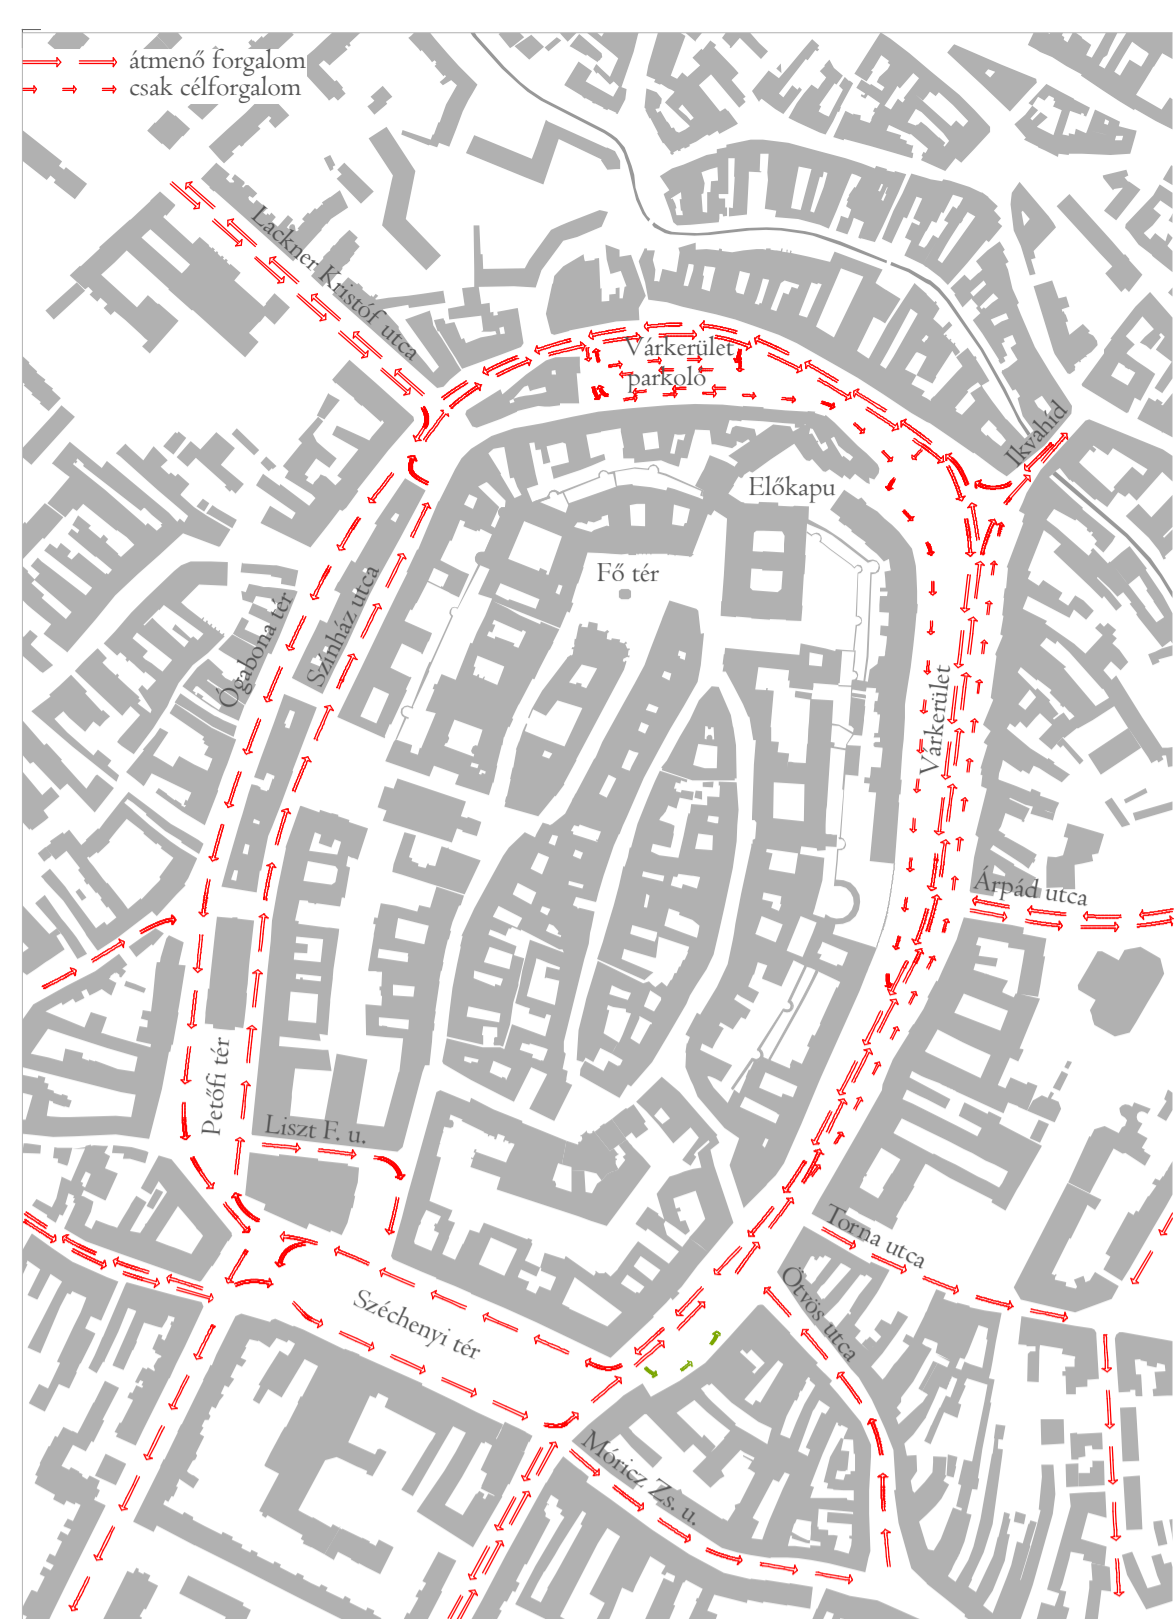 átmenő forgalom
csak célforgalom
Lackner Kristóf utca
Várkerület
parkoló
Ikvahíd
Előkapu
Fő tér
Színház utca
Ógabona tér
Várkerület
Árpád utca
Petőfi tér
Liszt F. u.
Torna utca
Ötvös utca
Széchenyi tér
Móricz Zs. u.